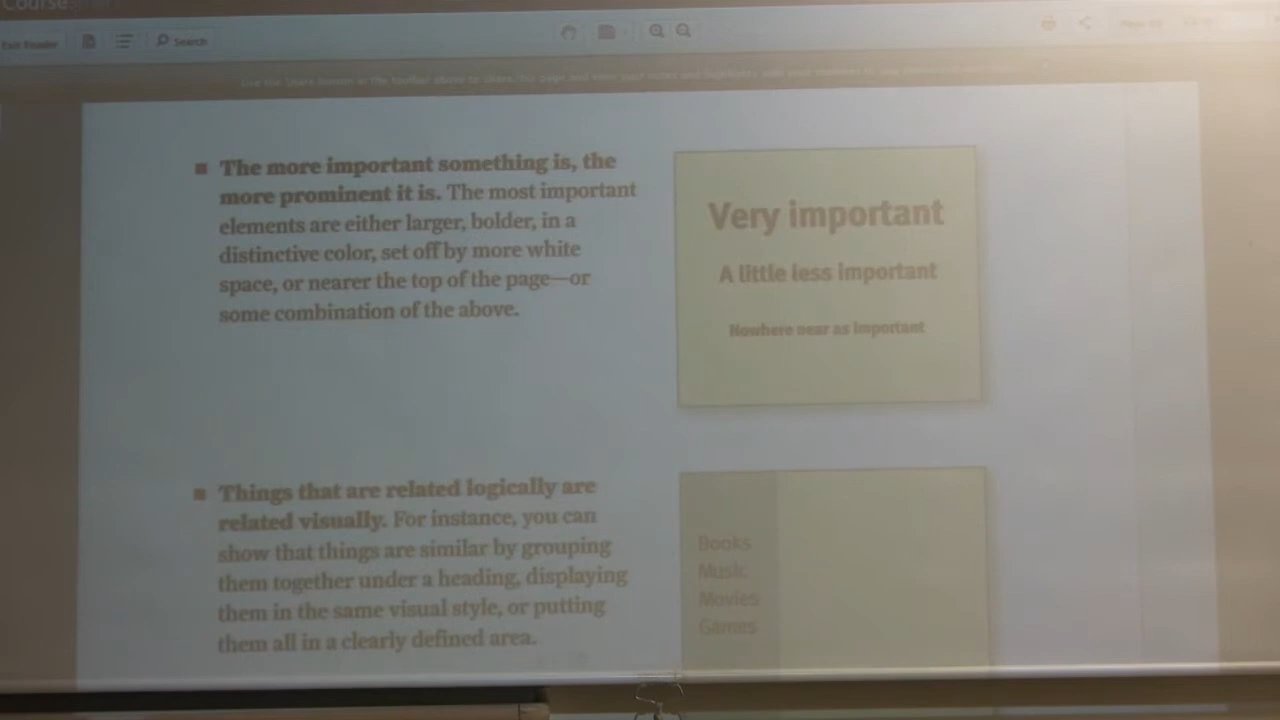 Course
Exit Reader
Search
The more important something is, the
more prominent it is. The most important
elements are either larger, bolder, in a
distinctive color, set off by more white
space, or nearer the top of the page—or
some combination of the above.
Very important
A little less important
Nowhere near as important
Things that are related logically are
related visually. For instance, you can
show that things are similar by grouping
them together under a heading, displaying
them in the same visual style, or putting
them all in a clearly defined area.
Books
Music
Movies
Games